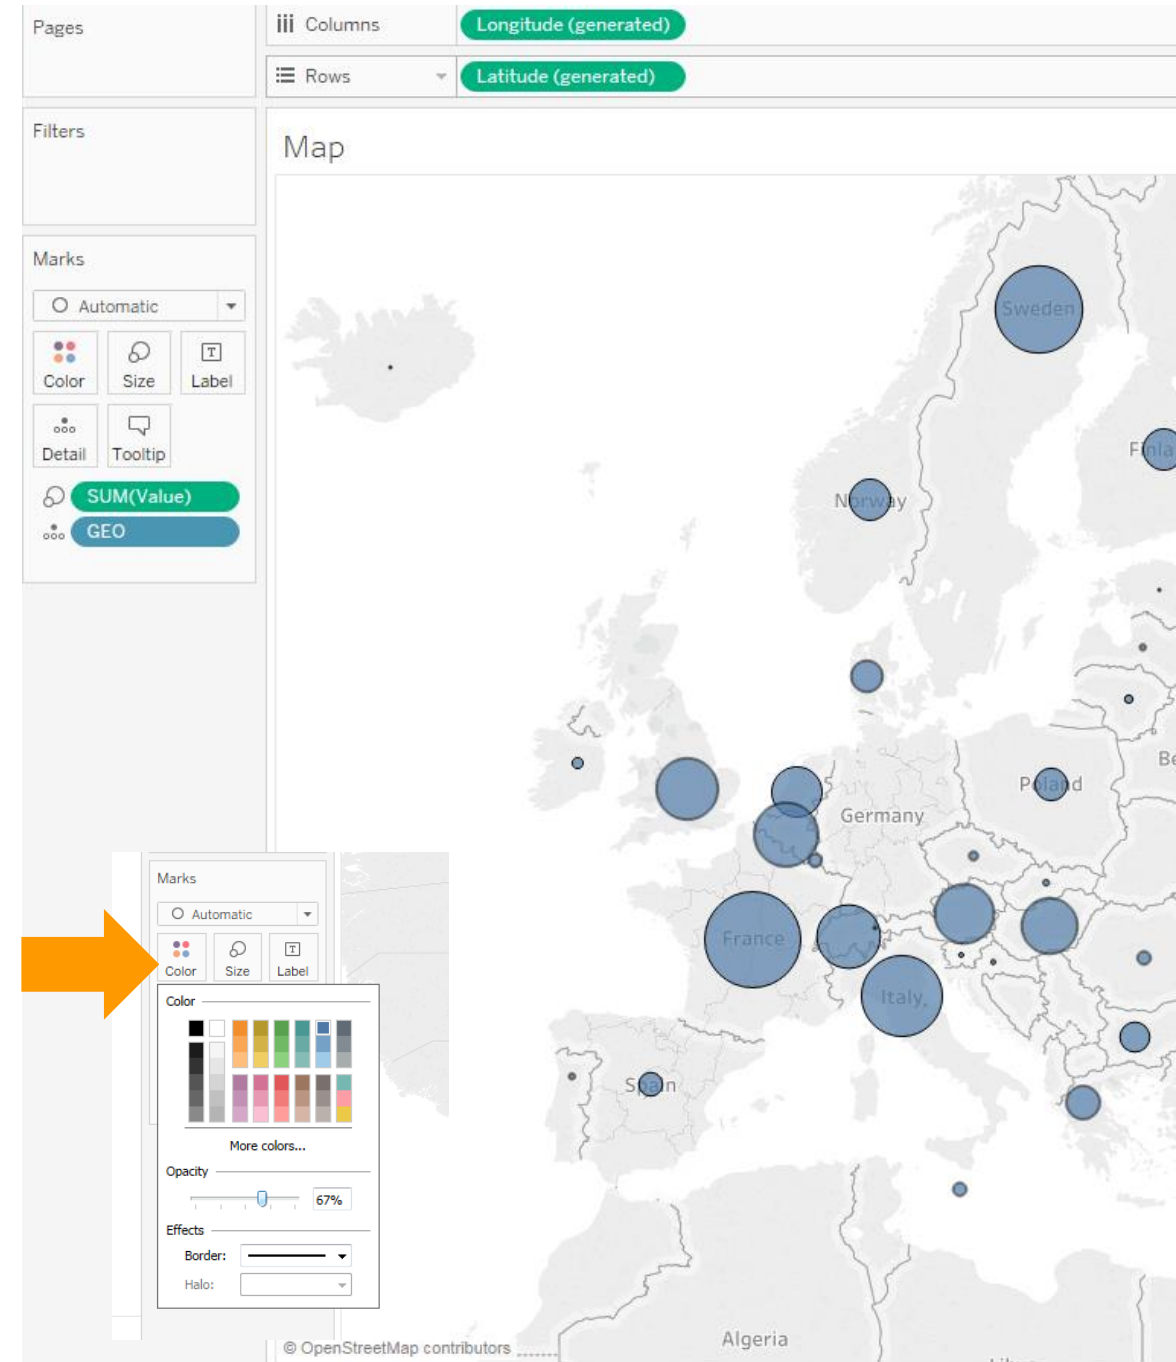 Pages
Columns
Longitude (generated)
Rows
Latitude (generated)
Filters
Map
Marks
Automatic
Color
Size
Label
Detail
Tooltip
SUM(Value)
GEO
Sweden
Norway
Finla
Poland
Be
Germany
France
Italy,
Spain
Algeria
Marks
Automatic
Color
Size
Label
Color
More colors...
Opacity
67%
Effects
Border:
Halo:
© OpenStreetMap contributors